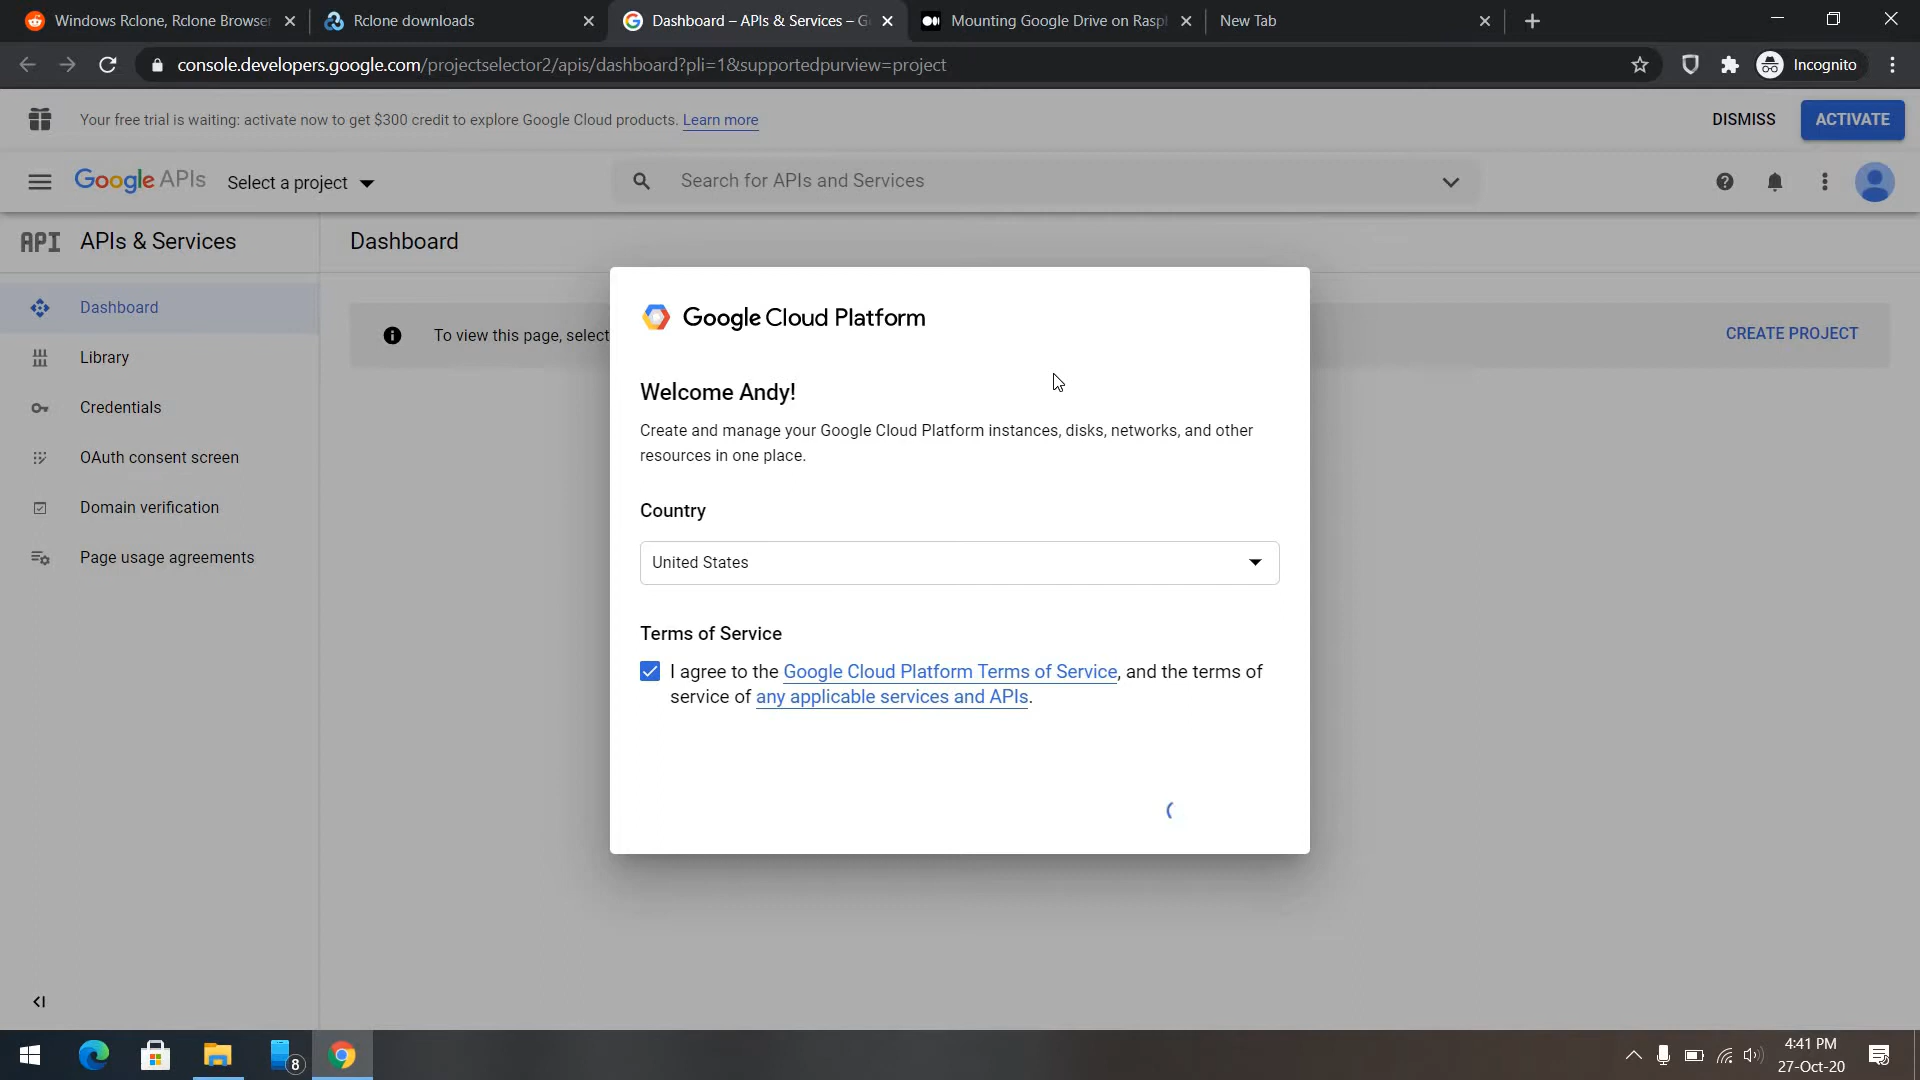 Windows Rclone, Rclone Browser
Rclone downloads
Dashboard – APIs & Services – G
Mounting Google Drive on Rasp
New Tab
console.developers.google.com/projectselector2/apis/dashboard?pli=1&supportedpurview=project
Incognito
Your free trial is waiting: activate now to get $300 credit to explore Google Cloud products. Learn more
DISMISS
ACTIVATE
Google APIs
Select a project
Search for APIs and Services
API APIs & Services
Dashboard
Dashboard
To view this page, select
CREATE PROJECT
Library
Credentials
OAuth consent screen
Domain verification
Page usage agreements
Google Cloud Platform
Welcome Andy!
Create and manage your Google Cloud Platform instances, disks, networks, and other
resources in one place.
Country
United States
Terms of Service
I agree to the Google Cloud Platform Terms of Service, and the terms of
service of any applicable services and APIs.
8
4:41 PM
27-Oct-20